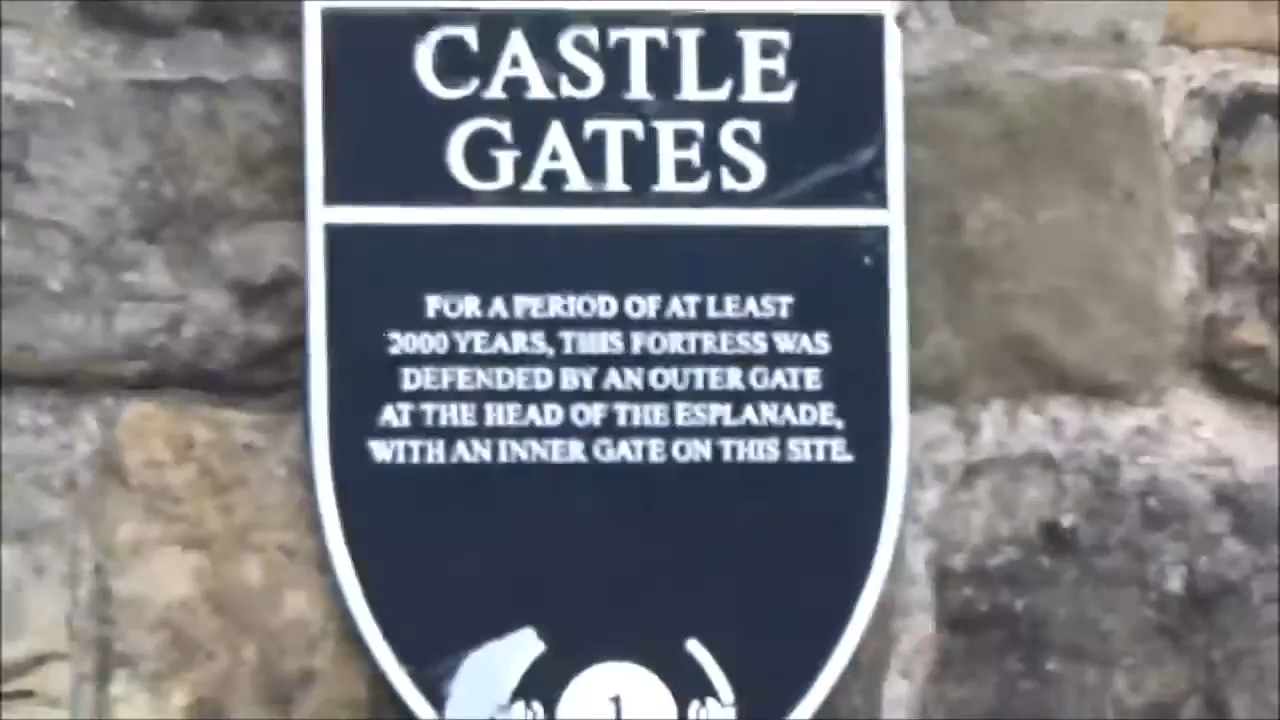 CASTLE
GATES
FOR A PERIOD OF AT LEAST
2000 YEARS, THIS FORTRESS WAS
DEFENDED BY AN OUTER GATE
AT THE HEAD OF THE ESPLANADE,
WITH AN INNER GATE ON THIS SITE.
1